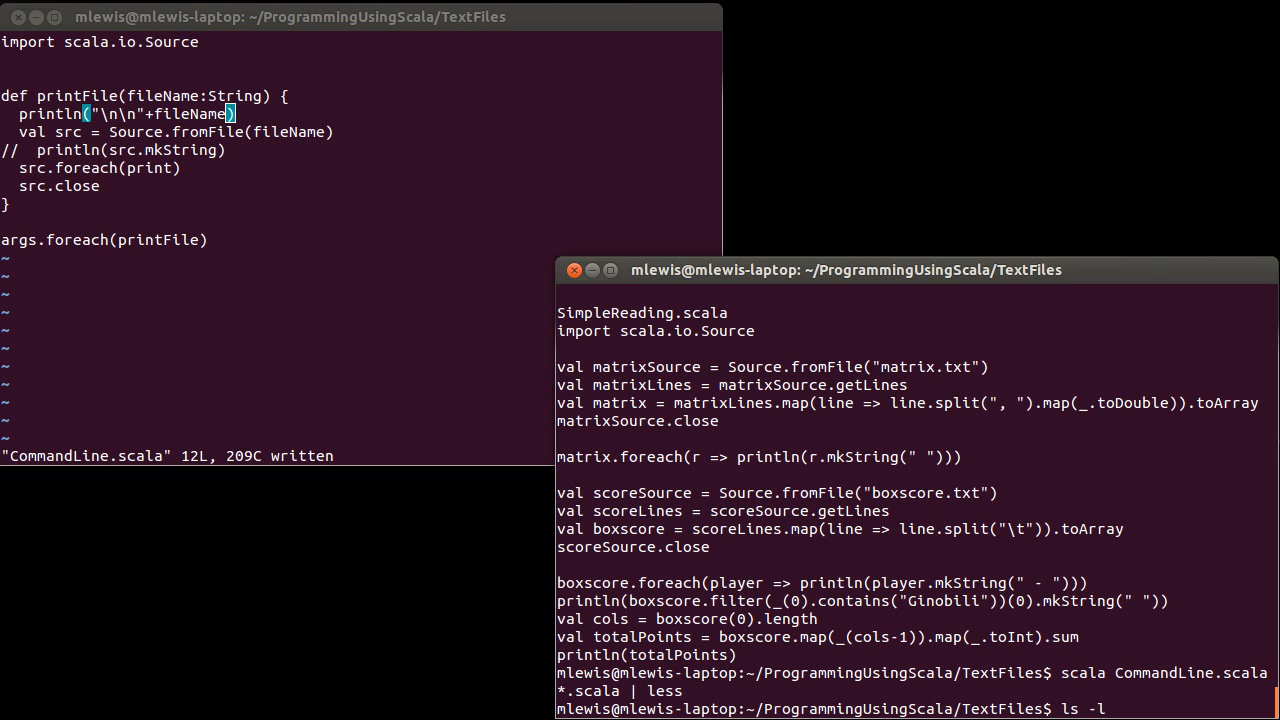 mlewis@mlewis-laptop: ~/ProgrammingUsingScala/TextFiles
import scala.io.Source
def printFile(fileName:String) {
  println("\n\n"+fileName)
  val src = Source.fromFile(fileName)
//  println(src.mkString)
  src.foreach(print)
  src.close
}
args.foreach(printFile)
~
~
~
~
~
~
~
~
~
~
~
"CommandLine.scala" 12L, 209C written
mlewis@mlewis-laptop: ~/ProgrammingUsingScala/TextFiles
SimpleReading.scala
import scala.io.Source
val matrixSource = Source.fromFile("matrix.txt")
val matrixLines = matrixSource.getLines
val matrix = matrixLines.map(line => line.split(", ").map(_.toDouble)).toArray
matrixSource.close
matrix.foreach(r => println(r.mkString(" ")))
val scoreSource = Source.fromFile("boxscore.txt")
val scoreLines = scoreSource.getLines
val boxscore = scoreLines.map(line => line.split("\t")).toArray
scoreSource.close
boxscore.foreach(player => println(player.mkString(" - ")))
println(boxscore.filter(_(0).contains("Ginobili"))(0).mkString(" "))
val cols = boxscore(0).length
val totalPoints = boxscore.map(_(cols-1)).map(_.toInt).sum
println(totalPoints)
mlewis@mlewis-laptop:~/ProgrammingUsingScala/TextFiles$ scala CommandLine.scala
*.scala | less
mlewis@mlewis-laptop:~/ProgrammingUsingScala/TextFiles$ ls -l